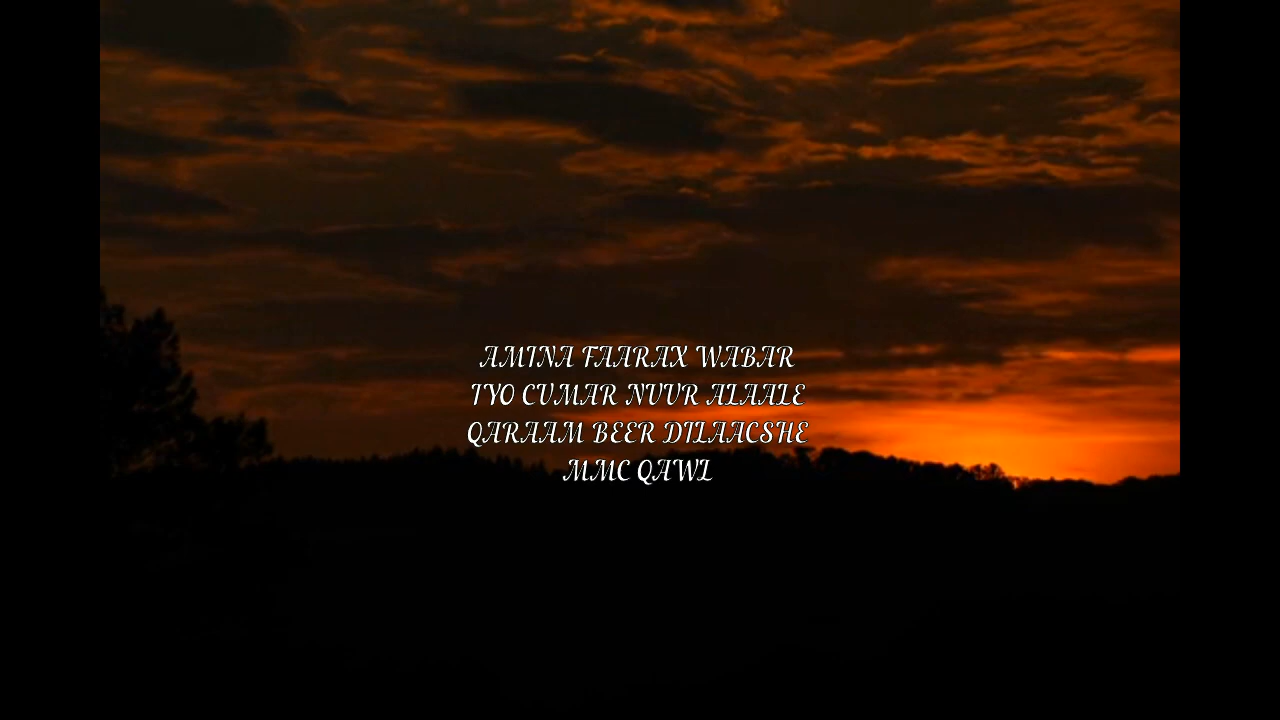 AMINA FAARAX WABAR
IYO CUMAR NUUR ALAALE
QARAAM BEER DILAACSHE
MMC QAWL